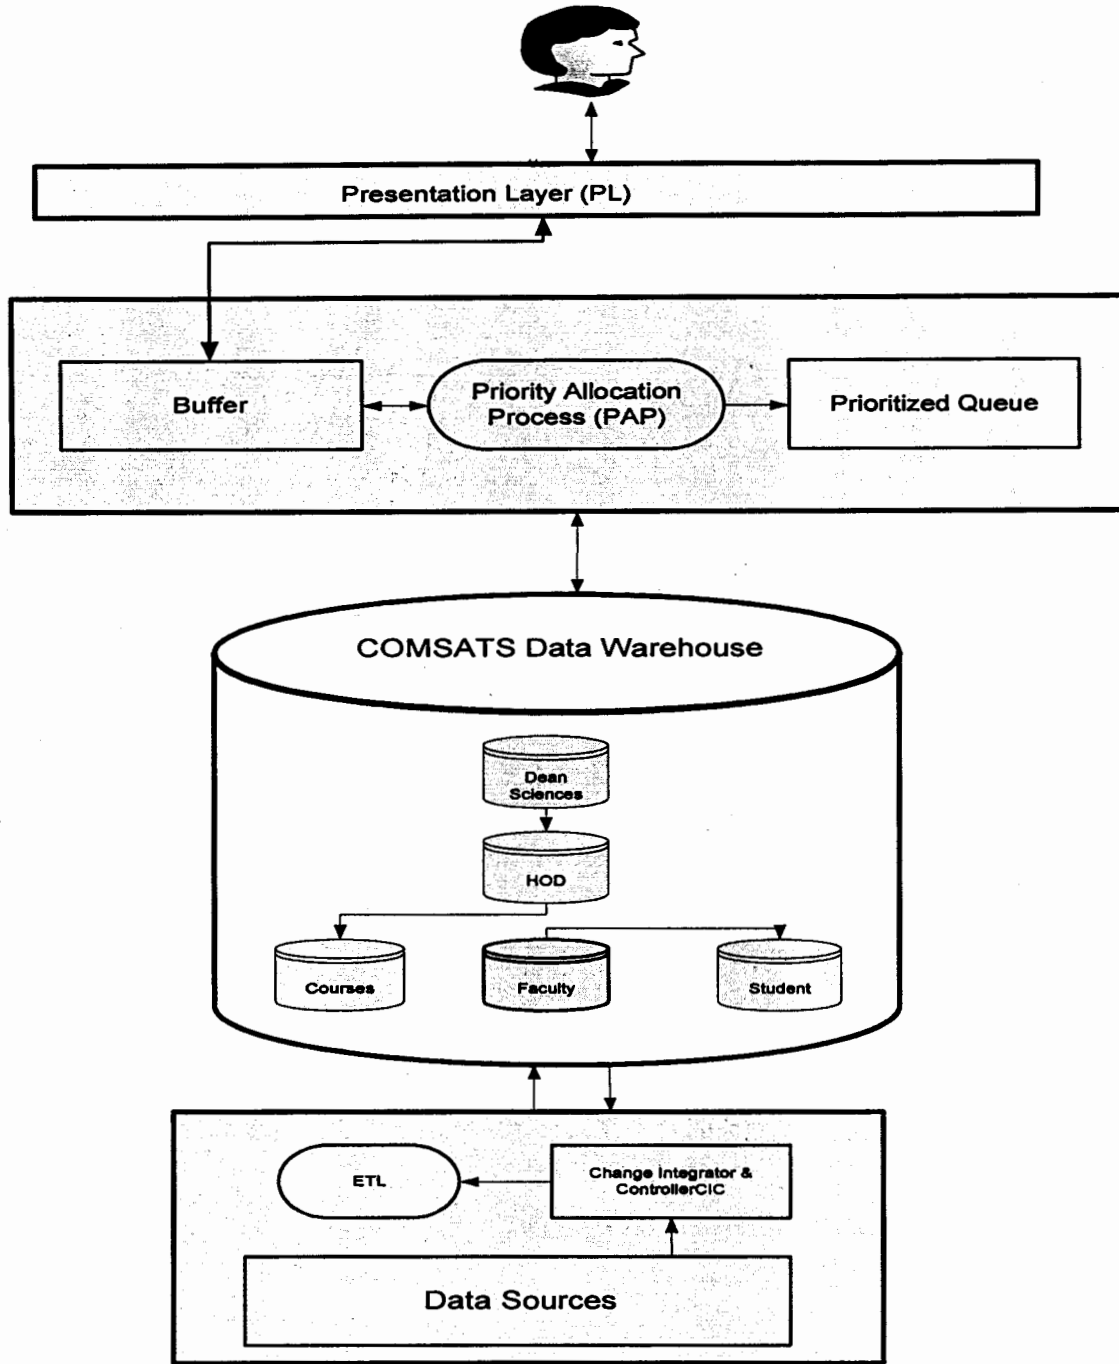 Presentation Layer (PL)
Buffer
Priority Allocation
Process (PAP)
Prioritized Queue
COMSATS Data Warehouse
Dean
Sciences
HOD
Courses
Faculty
Student
ETL
Change Integrator &
ControllerCIC
Data Sources